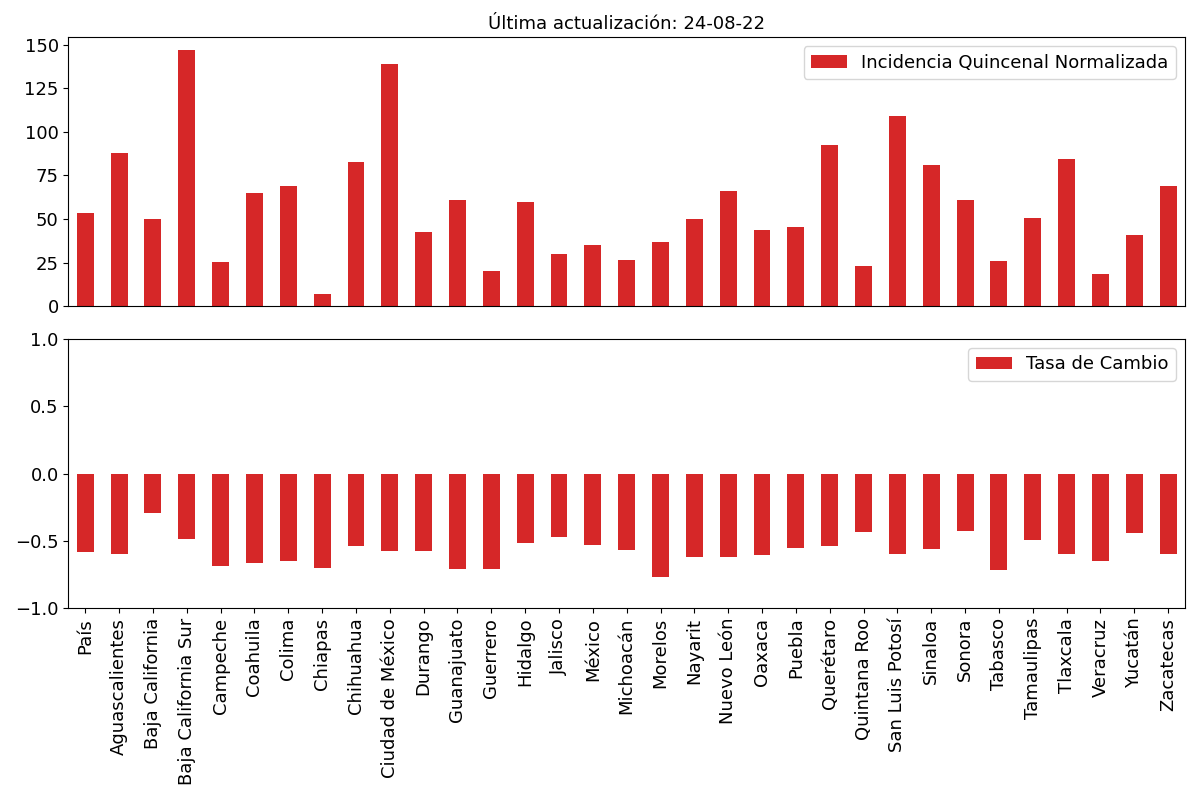 Última actualización: 24-08-22
150
125
100
75
50
25
0
Incidencia Quincenal Normalizada
1.0
0.5
0.0
−0.5
−1.0
Tasa de Cambio
País
Aguascalientes
Baja California
Baja California Sur
Campeche
Coahuila
Colima
Chiapas
Chihuahua
Ciudad de México
Durango
Guanajuato
Guerrero
Hidalgo
Jalisco
México
Michoacán
Morelos
Nayarit
Nuevo León
Oaxaca
Puebla
Querétaro
Quintana Roo
San Luis Potosí
Sinaloa
Sonora
Tabasco
Tamaulipas
Tlaxcala
Veracruz
Yucatán
Zacatecas